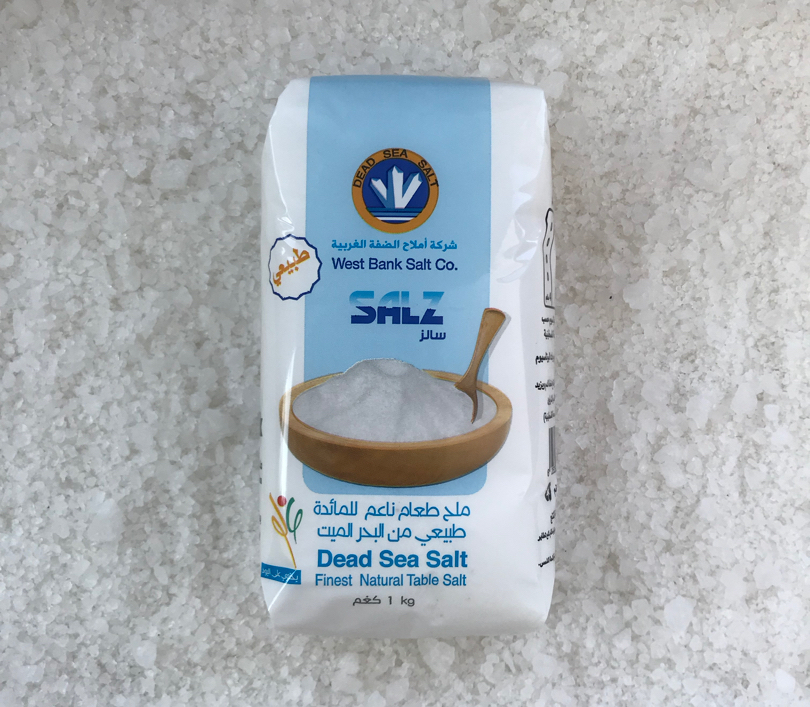 DEAD SEA SALT
شركة أملاح الضفة الغربية
West Bank Salt Co.
طبيعي
SALZ
سالز
ملح طعام ناعم للمائدة
طبيعي من البحر الميت
Dead Sea Salt
Finest Natural Table Salt
1 kg كغم